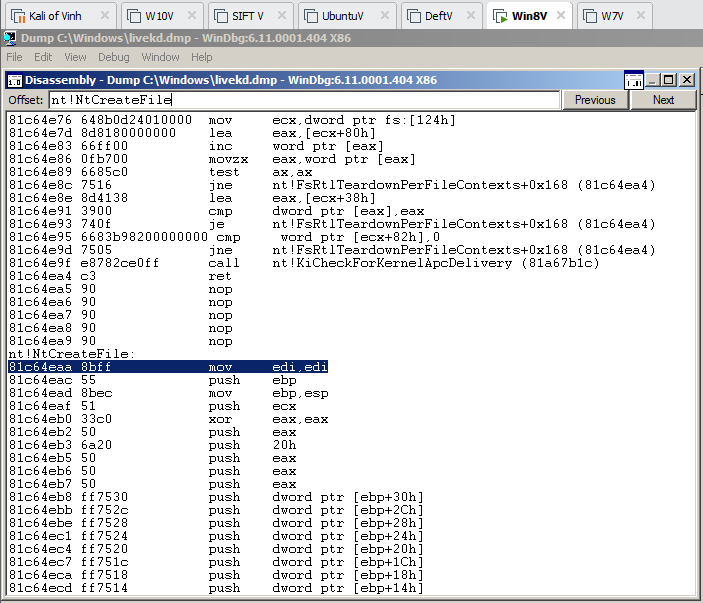 Kali of Vinh W10V SIFT V UbuntuV DeftV Win8V W7V
Dump C:\Windows\livekd.dmp - WinDbg:6.11.0001.404 X86
File Edit View Debug Window Help
Disassembly - Dump C:\Windows\livekd.dmp - WinDbg:6.11.0001.404 X86
Offset: nt!NtCreateFile Previous Next
81c64e76 648b0d24010000 mov ecx,dword ptr fs:[124h]
81c64e7d 8d8180000000 lea eax,[ecx+80h]
81c64e83 66ff00 inc word ptr [eax]
81c64e86 0fb700 movzx eax,word ptr [eax]
81c64e89 6685c0 test ax,ax
81c64e8c 7516 jne nt!FsRtlTeardownPerFileContexts+0x168 (81c64ea4)
81c64e8e 8d4138 lea eax,[ecx+38h]
81c64e91 3900 cmp dword ptr [eax],eax
81c64e93 740f je nt!FsRtlTeardownPerFileContexts+0x168 (81c64ea4)
81c64e95 6683b98200000000 cmp word ptr [ecx+82h],0
81c64e9d 7505 jne nt!FsRtlTeardownPerFileContexts+0x168 (81c64ea4)
81c64e9f e8782ce0ff call nt!KiCheckForKernelApcDelivery (81a67b1c)
81c64ea4 c3 ret
81c64ea5 90 nop
81c64ea6 90 nop
81c64ea7 90 nop
81c64ea8 90 nop
81c64ea9 90 nop
nt!NtCreateFile:
81c64eaa 8bff mov edi,edi
81c64eac 55 push ebp
81c64ead 8bec mov ebp,esp
81c64eaf 51 push ecx
81c64eb0 33c0 xor eax,eax
81c64eb2 50 push eax
81c64eb3 6a20 push 20h
81c64eb5 50 push eax
81c64eb6 50 push eax
81c64eb7 50 push eax
81c64eb8 ff7530 push dword ptr [ebp+30h]
81c64ebb ff752c push dword ptr [ebp+2Ch]
81c64ebe ff7528 push dword ptr [ebp+28h]
81c64ec1 ff7524 push dword ptr [ebp+24h]
81c64ec4 ff7520 push dword ptr [ebp+20h]
81c64ec7 ff751c push dword ptr [ebp+1Ch]
81c64eca ff7518 push dword ptr [ebp+18h]
81c64ecd ff7514 push dword ptr [ebp+14h]